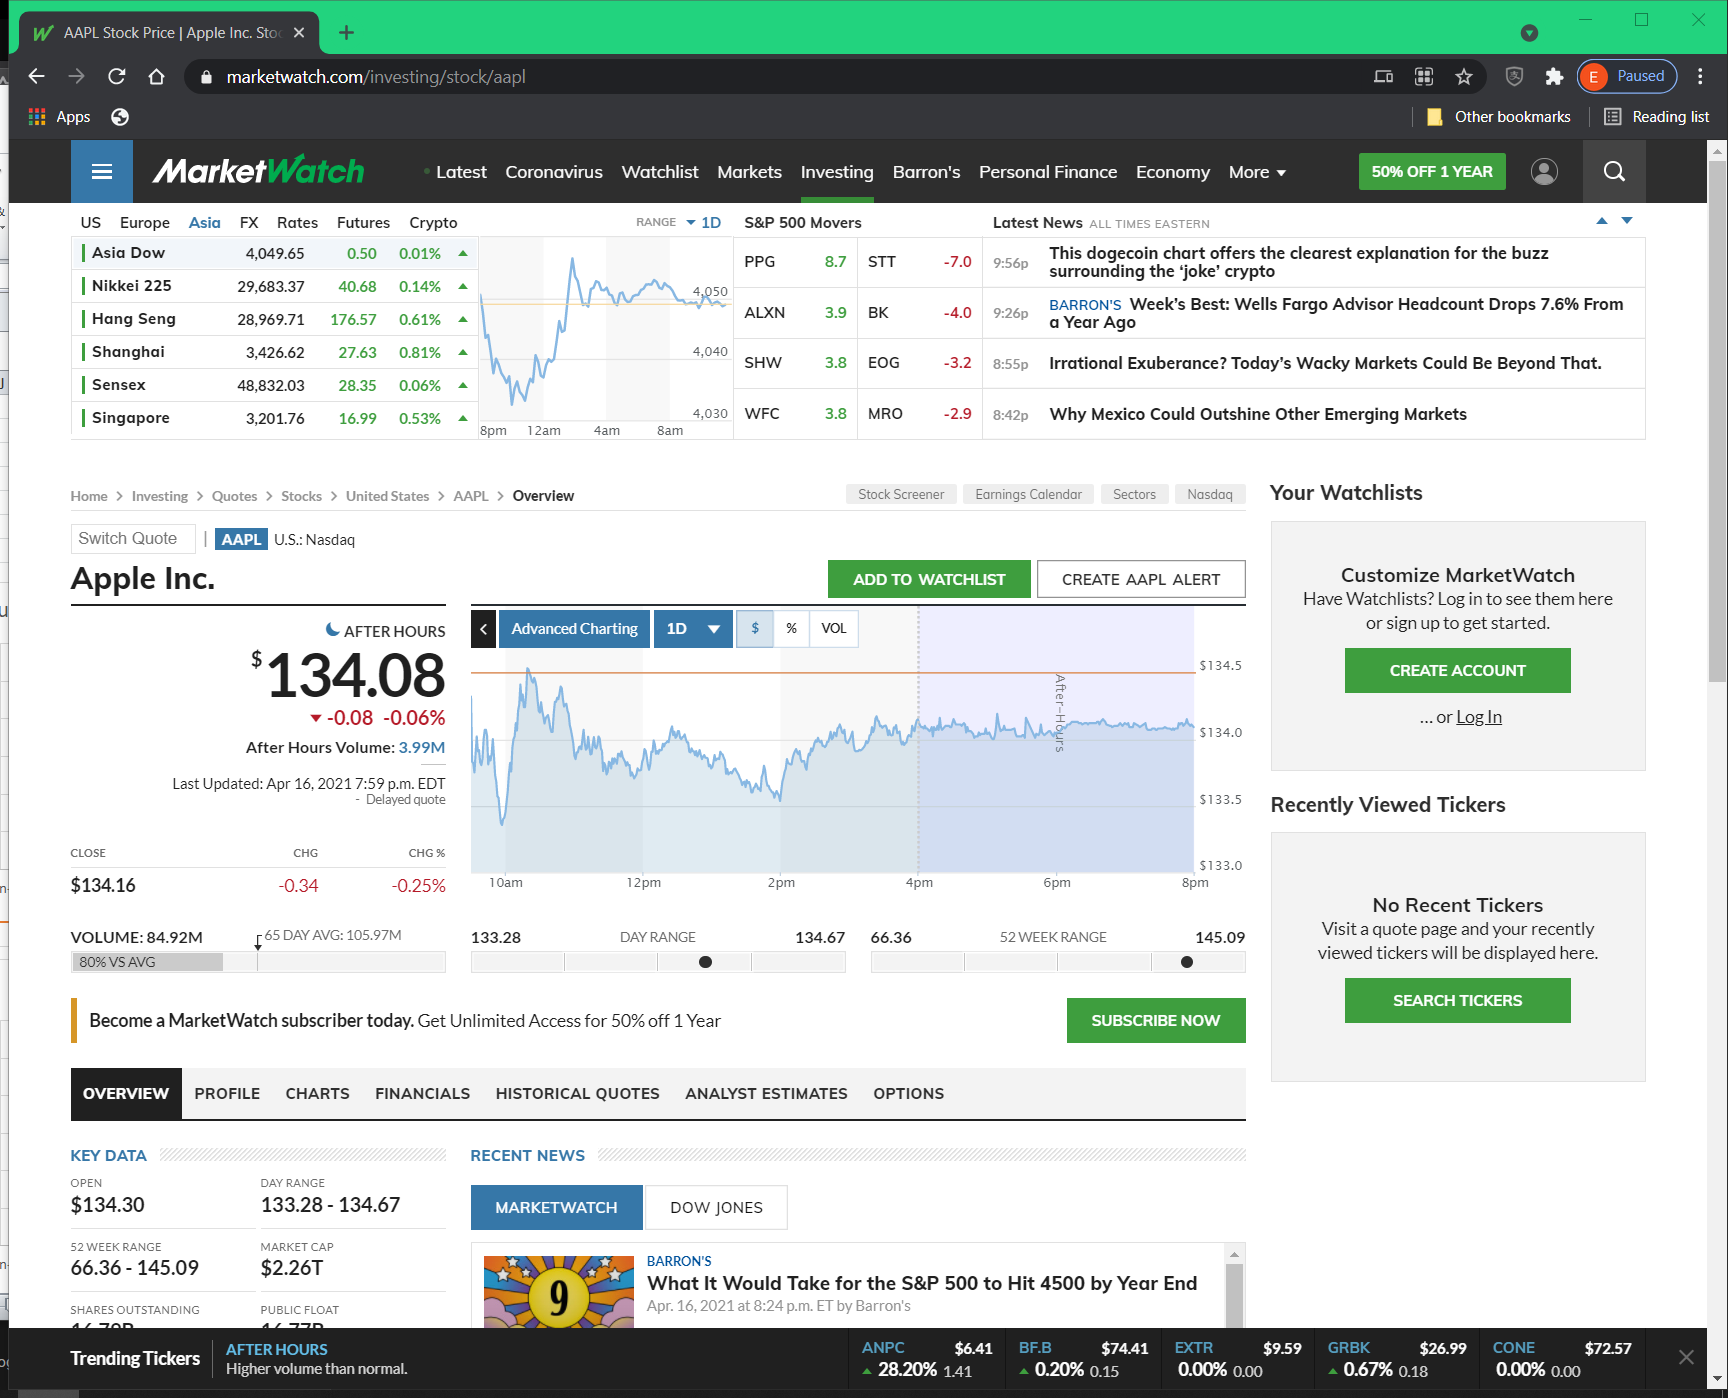 AAPL Stock Price | Apple Inc. Stoc
marketwatch.com/investing/stock/aapl
E Paused
Apps
Other bookmarks
Reading list
MarketWatch
Latest Coronavirus Watchlist Markets Investing Barron's Personal Finance Economy More
50% OFF 1 YEAR
US Europe Asia FX Rates Futures Crypto
RANGE 1D
Asia Dow 4,049.65 0.50 0.01%
Nikkei 225 29,683.37 40.68 0.14%
Hang Seng 28,969.71 176.57 0.61%
Shanghai 3,426.62 27.63 0.81%
Sensex 48,832.03 28.35 0.06%
Singapore 3,201.76 16.99 0.53%
4,050
4,040
4,030
8pm 12am 4am 8am
S&P 500 Movers
PPG 8.7 STT -7.0
ALXN 3.9 BK -4.0
SHW 3.8 EOG -3.2
WFC 3.8 MRO -2.9
Latest News ALL TIMES EASTERN
9:56p This dogecoin chart offers the clearest explanation for the buzz
surrounding the ‘joke’ crypto
9:26p BARRON'S Week’s Best: Wells Fargo Advisor Headcount Drops 7.6% From
a Year Ago
8:55p Irrational Exuberance? Today’s Wacky Markets Could Be Beyond That.
8:42p Why Mexico Could Outshine Other Emerging Markets
Home > Investing > Quotes > Stocks > United States > AAPL > Overview
Stock Screener Earnings Calendar Sectors Nasdaq
Switch Quote | AAPL U.S.: Nasdaq
Apple Inc.
ADD TO WATCHLIST
CREATE AAPL ALERT
AFTER HOURS
$134.08
-0.08 -0.06%
After Hours Volume: 3.99M
Last Updated: Apr 16, 2021 7:59 p.m. EDT
- Delayed quote
CLOSE CHG CHG %
$134.16 -0.34 -0.25%
VOLUME: 84.92M 65 DAY AVG: 105.97M
80% VS AVG
Advanced Charting 1D $ % VOL
$134.5
$134.0
$133.5
$133.0
After-Hours
10am 12pm 2pm 4pm 6pm 8pm
133.28 DAY RANGE 134.67
66.36 52 WEEK RANGE 145.09
Your Watchlists
Customize MarketWatch
Have Watchlists? Log in to see them here
or sign up to get started.
CREATE ACCOUNT
... or Log In
Recently Viewed Tickers
No Recent Tickers
Visit a quote page and your recently
viewed tickers will be displayed here.
SEARCH TICKERS
Become a MarketWatch subscriber today. Get Unlimited Access for 50% off 1 Year
SUBSCRIBE NOW
OVERVIEW PROFILE CHARTS FINANCIALS HISTORICAL QUOTES ANALYST ESTIMATES OPTIONS
KEY DATA
OPEN DAY RANGE
$134.30 133.28 - 134.67
52 WEEK RANGE MARKET CAP
66.36 - 145.09 $2.26T
SHARES OUTSTANDING PUBLIC FLOAT
RECENT NEWS
MARKETWATCH DOW JONES
9
BARRON'S
What It Would Take for the S&P 500 to Hit 4500 by Year End
Apr. 16, 2021 at 8:24 p.m. ET by Barron's
Trending Tickers
AFTER HOURS
Higher volume than normal.
ANPC $6.41
28.20% 1.41
BF.B $74.41
0.20% 0.15
EXTR $9.59
0.00% 0.00
GRBK $26.99
0.67% 0.18
CONE $72.57
0.00% 0.00